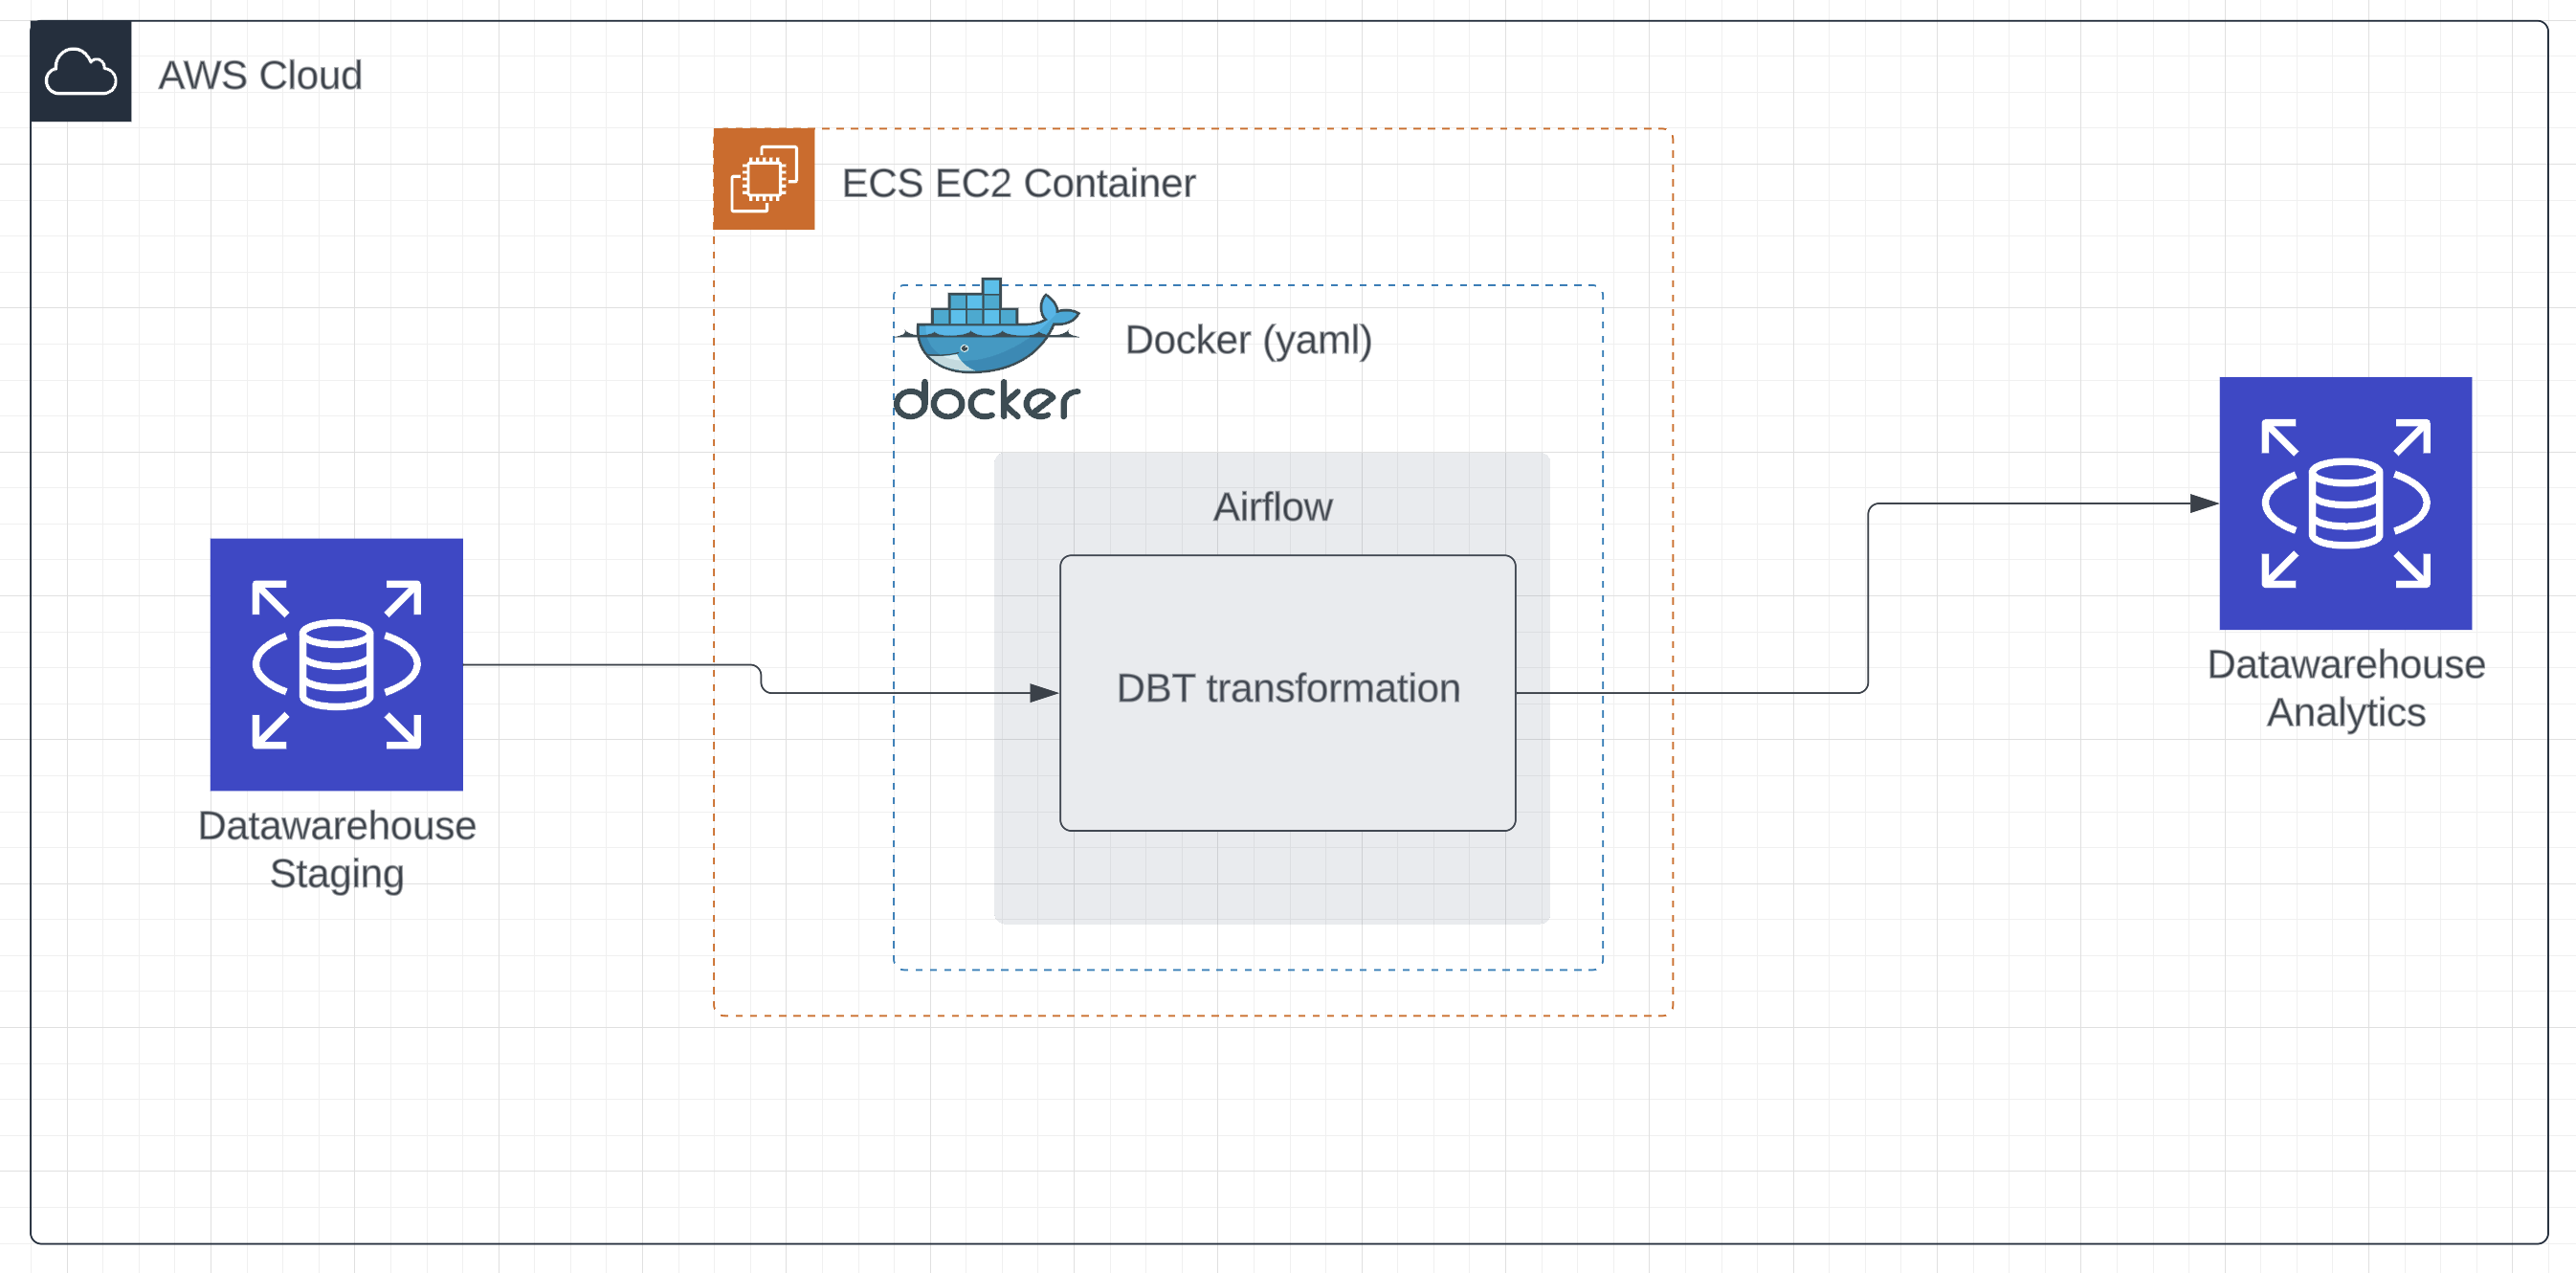 AWS Cloud
ECS EC2 Container
Docker (yaml)
docker
Airflow
DBT transformation
Datawarehouse
Staging
Datawarehouse
Analytics